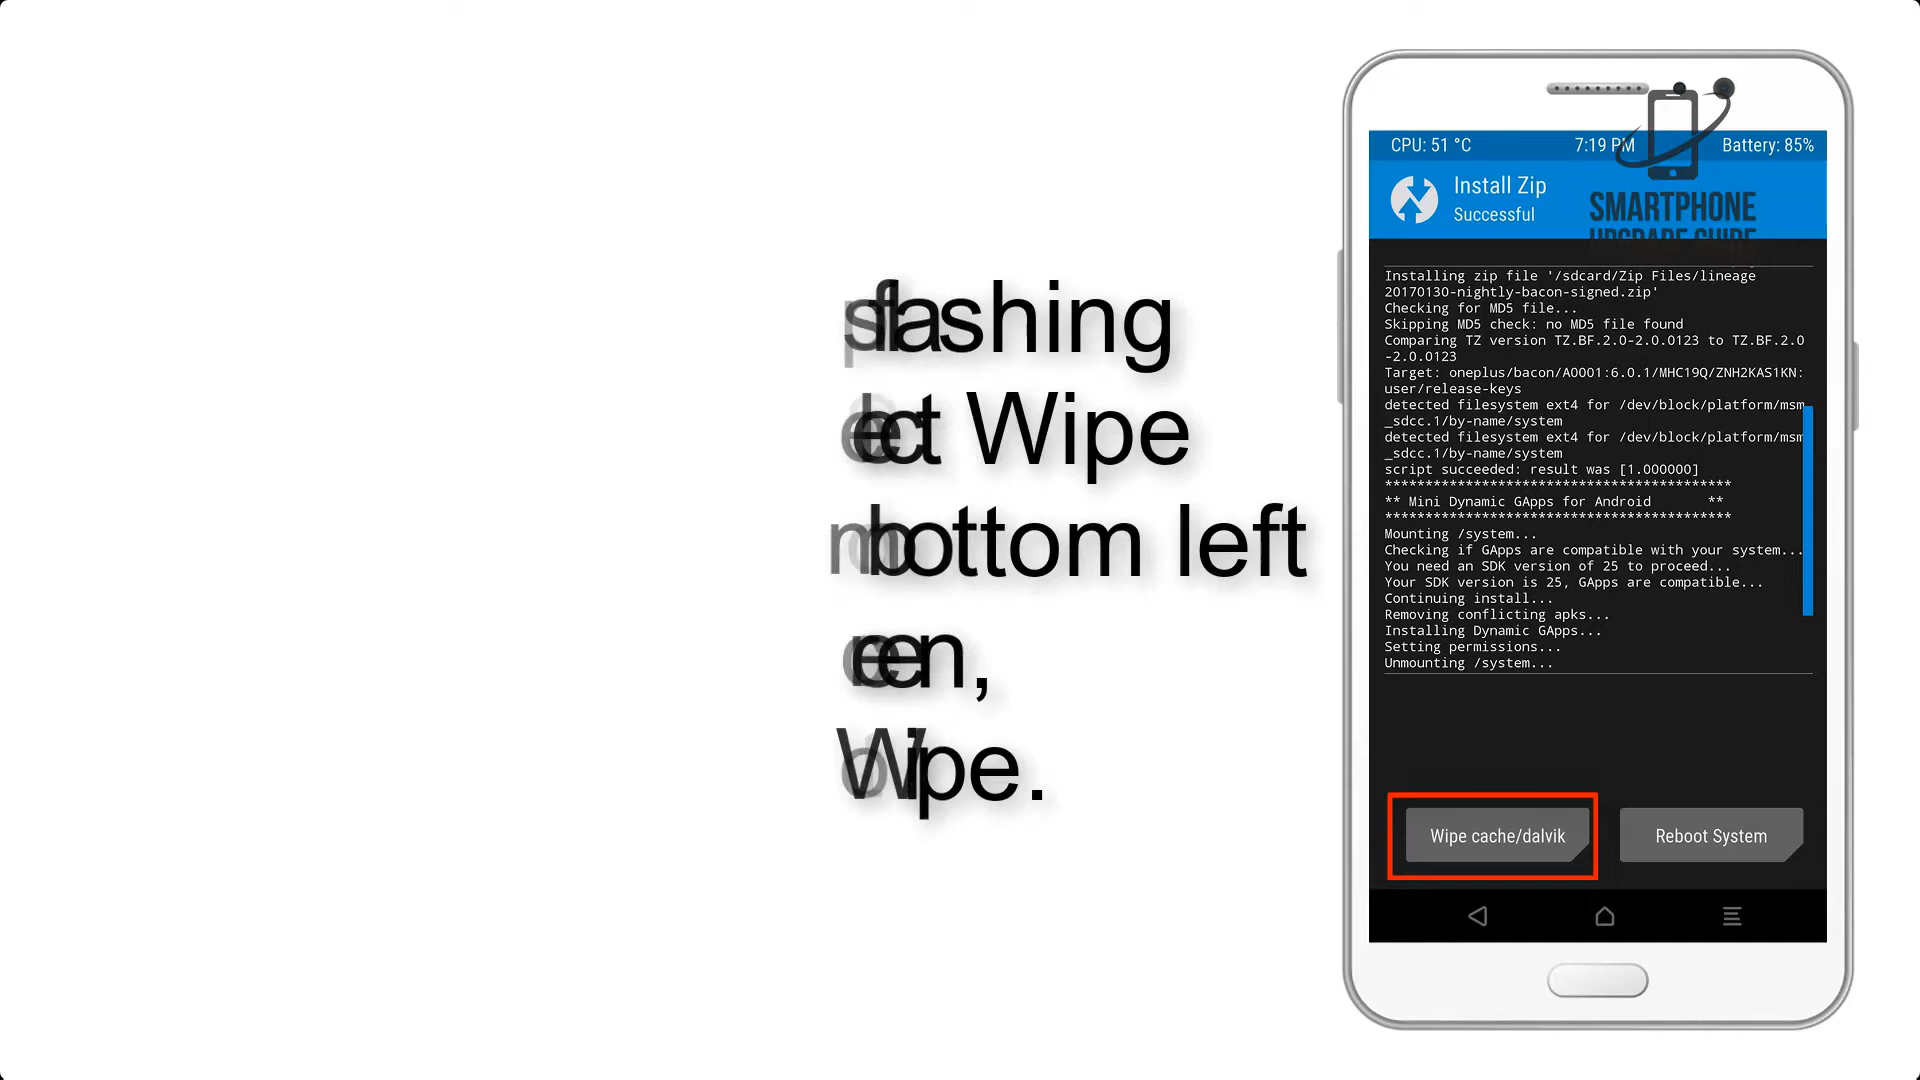 flashing
Wipe
bottom left
Wipe.
CPU: 51 °C 7:19 PM Battery: 85%
Install Zip
Successful
SMARTPHONE
UPGRADE GUIDE
Installing zip file '/sdcard/Zip Files/lineage
20170130-nightly-bacon-signed.zip'
Checking for MD5 file...
Skipping MD5 check: no MD5 file found
Comparing TZ version TZ.BF.2.0-2.0.0123 to TZ.BF.2.0
-2.0.0123
Target: oneplus/bacon/A0001:6.0.1/MHC19Q/ZNH2KAS1KN:
user/release-keys
detected filesystem ext4 for /dev/block/platform/msm
_sdcc.1/by-name/system
detected filesystem ext4 for /dev/block/platform/msm
_sdcc.1/by-name/system
script succeeded: result was [1.000000]
*******************************************
** Mini Dynamic GApps for Android **
*******************************************
Mounting /system...
Checking if GApps are compatible with your system...
You need an SDK version of 25 to proceed...
Your SDK version is 25, GApps are compatible...
Continuing install...
Removing conflicting apks...
Installing Dynamic GApps...
Setting permissions...
Unmounting /system...
Wipe cache/dalvik
Reboot System